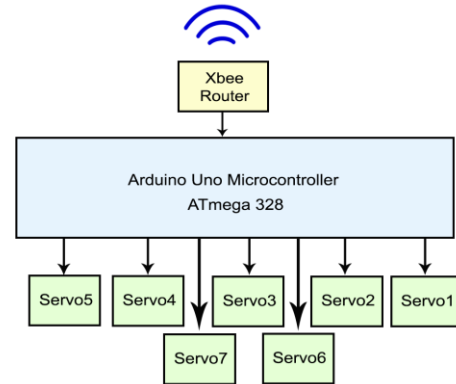 Xbee
Router
Arduino Uno Microcontroller
ATmega 328
Servo5
Servo4
Servo3
Servo2
Servo1
Servo7
Servo6